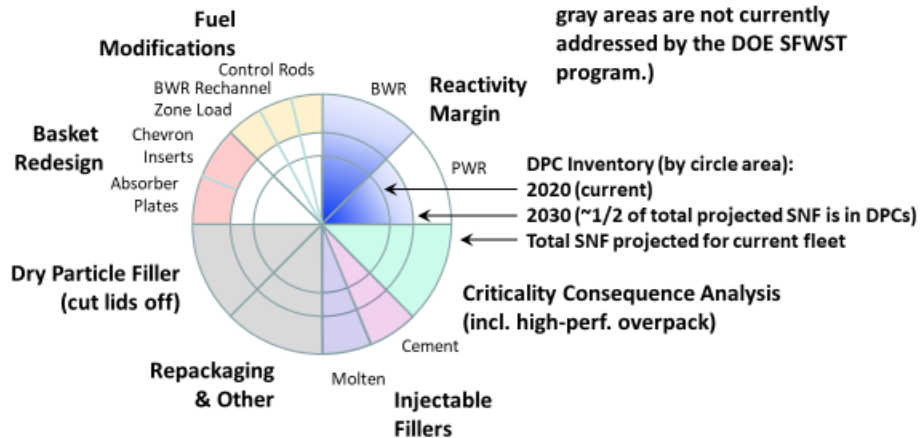 gray areas are not currently
addressed by the DOE SFWST
program.)
Fuel
Modifications
Control Rods
BWR Rechannel
Zone Load
BWR
Reactivity
Margin
Basket
Redesign
Chevron
Inserts
Absorber
Plates
PWR
DPC Inventory (by circle area):
2020 (current)
2030 (~1/2 of total projected SNF is in DPCs)
Total SNF projected for current fleet
Dry Particle Filler
(cut lids off)
Criticality Consequence Analysis
(incl. high-perf. overpack)
Cement
Repackaging
& Other
Molten
Injectable
Fillers